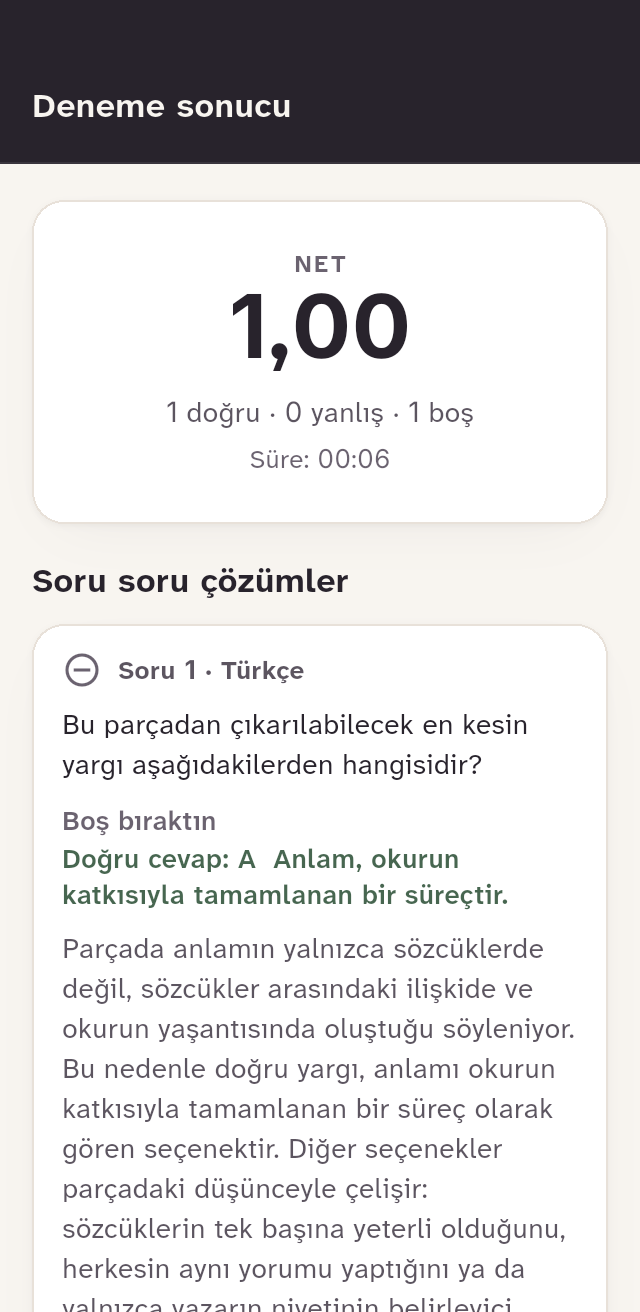 Deneme sonucu
NET
1,00
1 doğru · 0 yanlış · 1 boş
Süre: 00:06
Soru soru çözümler
Soru 1 · Türkçe
Bu parçadan çıkarılabilecek en kesin
yargı aşağıdakilerden hangisidir?
Boş bıraktın
Doğru cevap: A  Anlam, okurun
katkısıyla tamamlanan bir süreçtir.
Parçada anlamın yalnızca sözcüklerde
değil, sözcükler arasındaki ilişkide ve
okurun yaşantısında oluştuğu söyleniyor.
Bu nedenle doğru yargı, anlamı okurun
katkısıyla tamamlanan bir süreç olarak
gören seçenektir. Diğer seçenekler
parçadaki düşünceyle çelişir:
sözcüklerin tek başına yeterli olduğunu,
herkesin aynı yorumu yaptığını ya da
yalnızca yazarın niyetinin belirleyici